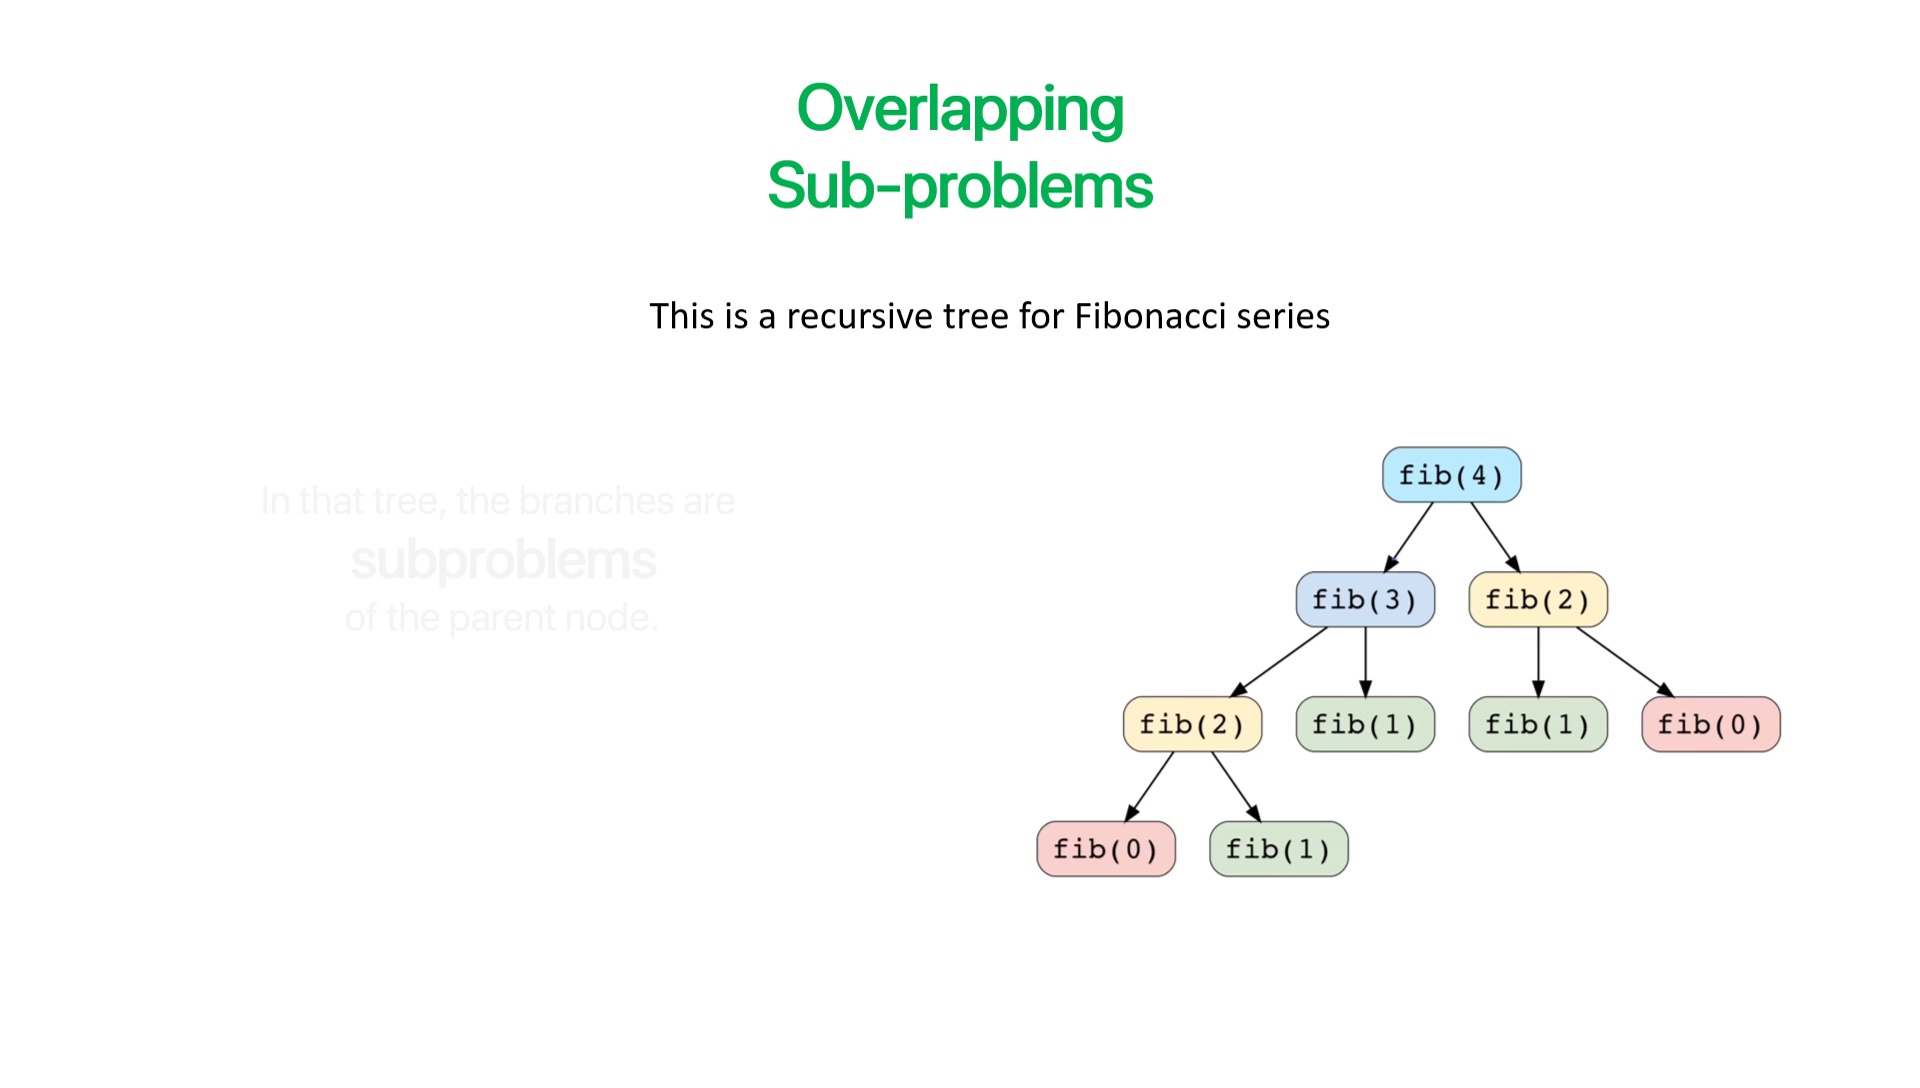 Overlapping
Sub-problems
This is a recursive tree for Fibonacci series
In that tree, the branches are
subproblems
of the parent node.
fib(4)
fib(3) fib(2)
fib(2) fib(1) fib(1) fib(0)
fib(0) fib(1)